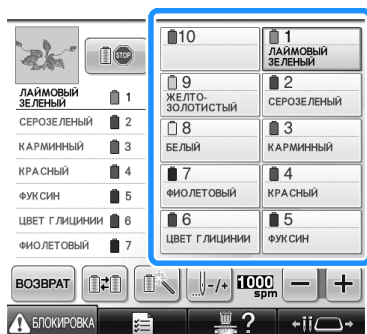 STOP
ЛАЙМОВЫЙ
ЗЕЛЕНЫЙ 1
СЕРОЗЕЛЕНЫЙ 2
КАРМИННЫЙ 3
КРАСНЫЙ 4
ФУКСИН 5
ЦВЕТ ГЛИЦИНИИ 6
ФИОЛЕТОВЫЙ 7
10
1
ЛАЙМОВЫЙ
ЗЕЛЕНЫЙ
9
ЖЕЛТО-
ЗОЛОТИСТЫЙ
2
СЕРОЗЕЛЕНЫЙ
8
БЕЛЫЙ
3
КАРМИННЫЙ
7
ФИОЛЕТОВЫЙ
4
КРАСНЫЙ
6
ЦВЕТ ГЛИЦИНИИ
5
ФУКСИН
ВОЗВРАТ
-/+
1000
spm
− +
БЛОКИРОВКА
?